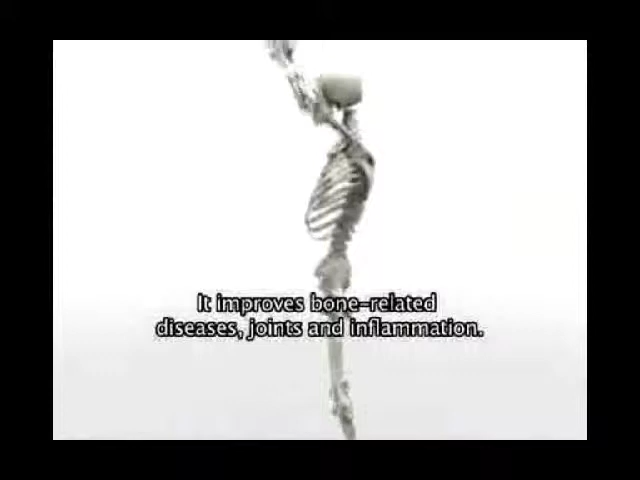 It improves bone-related
diseases, joints and inflammation.